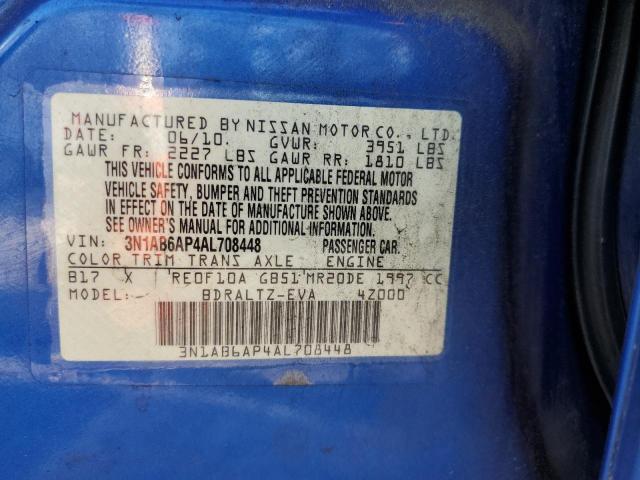 MANUFACTURED BY NISSAN MOTOR CO., LTD.
DATE: 06/10. GVWR: 3951 LBS
GAWR FR: 2227 LBS GAWR RR: 1810 LBS
THIS VEHICLE CONFORMS TO ALL APPLICABLE FEDERAL MOTOR
VEHICLE SAFETY, BUMPER AND THEFT PREVENTION STANDARDS
IN EFFECT ON THE DATE OF MANUFACTURE SHOWN ABOVE.
SEE OWNER'S MANUAL FOR ADDITIONAL INFORMATION.
VIN: 3N1AB6AP4AL708448 PASSENGER CAR.
COLOR TRIM TRANS AXLE ENGINE
B17 X RE0F10A GB51 MR20DE 1997 CC
MODEL: BDRALTZ-EVA 4Z000
3N1AB6AP4AL708448